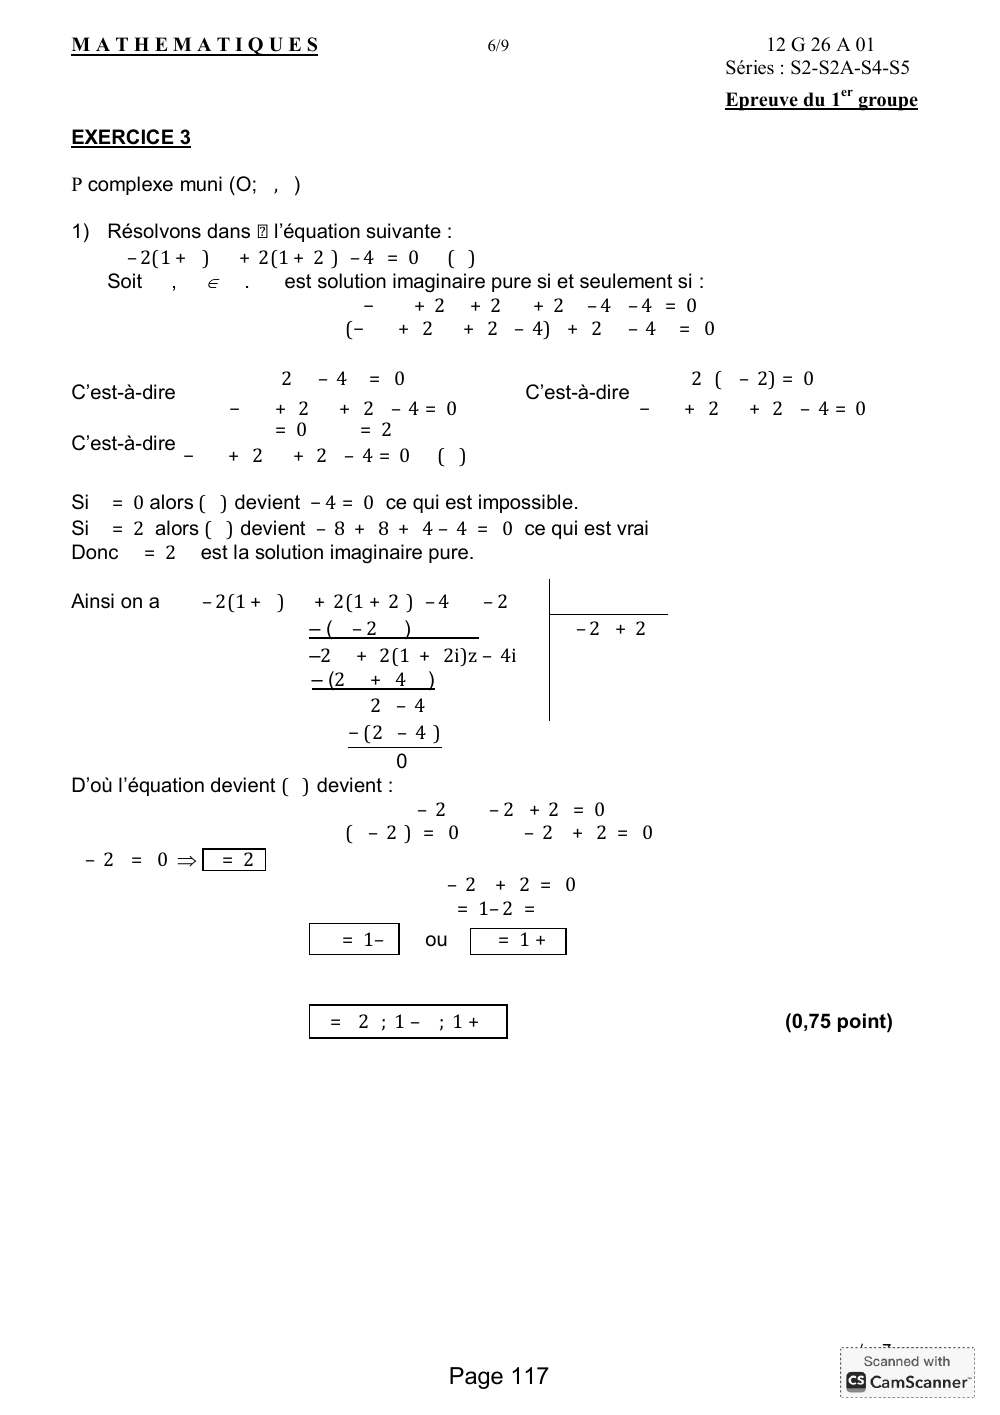 MATHEMATIQUES 6/9 12 G 26 A 01
Séries : S2-S2A-S4-S5
Epreuve du 1er groupe
EXERCICE 3
P complexe muni (O; , )
1) Résolvons dans l’équation suivante :
– 2(1 + ) + 2(1 + 2 ) – 4 = 0 ( )
Soit , ∈ . est solution imaginaire pure si et seulement si :
– + 2 + 2 + 2 – 4 – 4 = 0
(– + 2 + 2 – 4) + 2 – 4 = 0
2 – 4 = 0 2 ( – 2) = 0
C’est-à-dire C’est-à-dire
– + 2 + 2 – 4 = 0 – + 2 + 2 – 4 = 0
= 0 = 2
C’est-à-dire
– + 2 + 2 – 4 = 0 ( )
Si = 0 alors ( ) devient – 4 = 0 ce qui est impossible.
Si = 2 alors ( ) devient – 8 + 8 + 4 – 4 = 0 ce qui est vrai
Donc = 2 est la solution imaginaire pure.
Ainsi on a – 2(1 + ) + 2(1 + 2 ) – 4 – 2
– ( – 2 ) – 2 + 2
–2 + 2(1 + 2i)z – 4i
– (2 + 4 )
2 – 4
– (2 – 4 )
0
D’où l’équation devient ( ) devient :
– 2 – 2 + 2 = 0
( – 2 ) = 0 – 2 + 2 = 0
– 2 = 0 ⇒ = 2
– 2 + 2 = 0
= 1– 2 =
= 1– ou = 1 +
= 2 ; 1 – ; 1 + (0,75 point)
Page 117
Scanned with
CS CamScanner